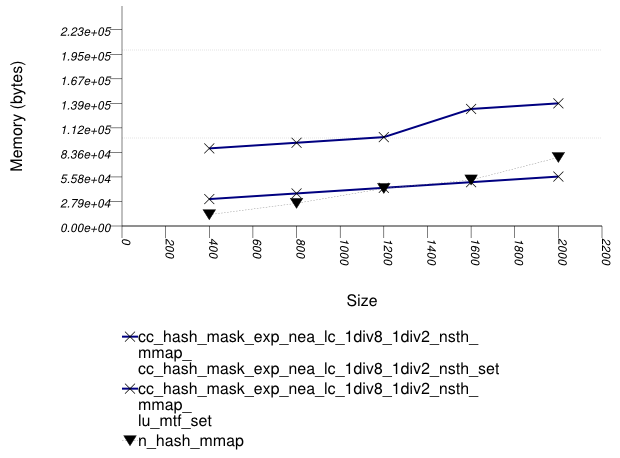 Memory (bytes)
2.23e+05
1.95e+05
1.67e+05
1.39e+05
1.12e+05
8.36e+04
5.58e+04
2.79e+04
0.00e+00
0
200
400
600
800
1000
1200
1400
1600
1800
2000
2200
Size
cc_hash_mask_exp_nea_lc_1div8_1div2_nsth_
mmap_
cc_hash_mask_exp_nea_lc_1div8_1div2_nsth_set
cc_hash_mask_exp_nea_lc_1div8_1div2_nsth_
mmap_
lu_mtf_set
n_hash_mmap